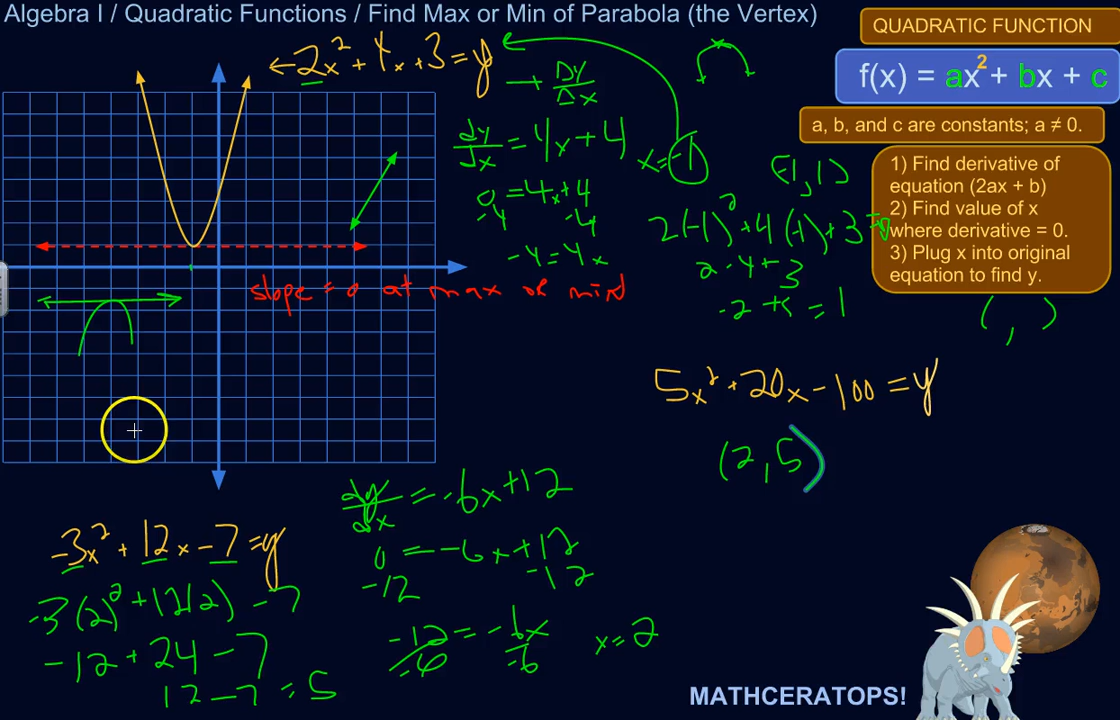 Algebra I / Quadratic Functions / Find Max or Min of Parabola (the Vertex)
QUADRATIC FUNCTION
f(x) = ax² + bx + c
a, b, and c are constants; a ≠ 0.
1) Find derivative of
equation (2ax + b)
2) Find value of x
where derivative = 0.
3) Plug x into original
equation to find y.
( , )
2x² + 4x + 3 = y
→ Dy/Δx
dy/dx = 4x + 4
0 = 4x + 4
-4 -4
-4 = 4x
x = -1
(-1, 1)
2(-1)² + 4(-1) + 3 = y
2 - 4 + 3
-2 + 3 = 1
slope = 0 at max or min
5x² + 20x - 100 = y
(2, 5)
-3x² + 12x - 7 = y
-3(2)² + 12(2) - 7
-12 + 24 - 7
12 - 7 = 5
dy/dx = -6x + 12
0 = -6x + 12
-12 -12
-12 = -6x
-6 -6
x = 2
MATHCERATOPS!